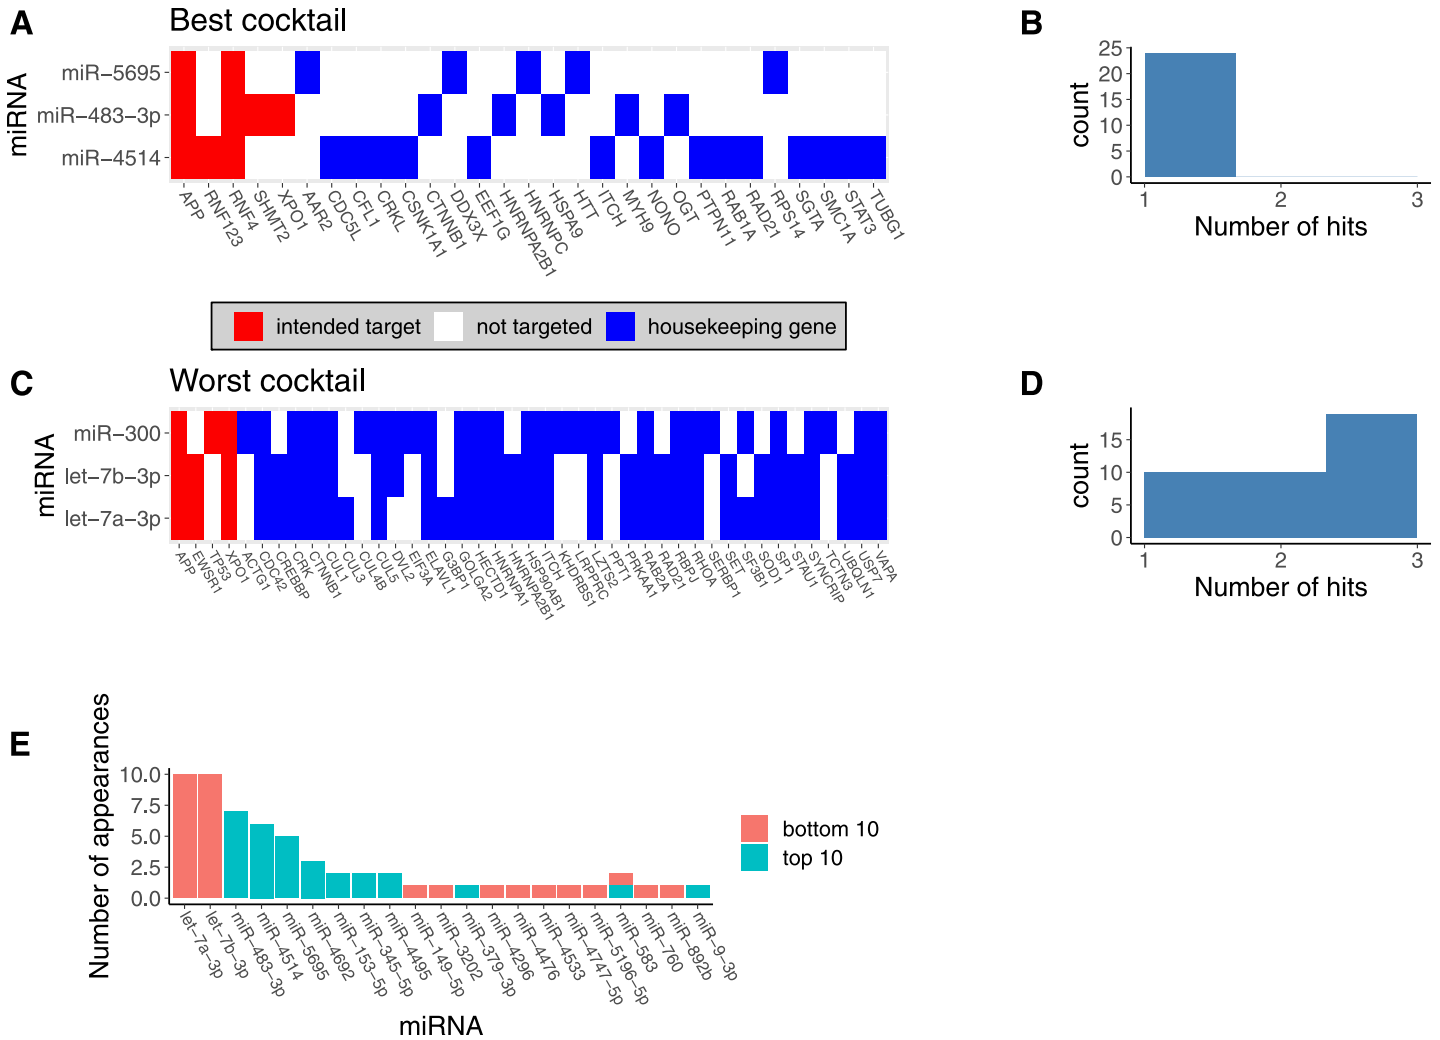 A
Best cocktail
miRNA
miR−5695
miR−483−3p
miR−4514
APP
RNF123
RNF4
SHMT2
XPO1
AAR2
CDC5L
CFL1
CRKL
CSNK1A1
CTNNB1
DDX3X
EEF1G
HNRNPA2B1
HNRNPC
HSPA9
HTT
ITCH
MYH9
NONO
OGT
PTPN11
RAB1A
RAD21
RPS14
SGTA
SMC1A
STAT3
TUBG1
B
count
25
20
15
10
5
0
1
2
3
Number of hits
intended target
not targeted
housekeeping gene
C
Worst cocktail
miRNA
miR−300
let−7b−3p
let−7a−3p
APP
EWSR1
TP53
XPO1
ACTG1
CDC42
CREBBP
CRK
CTNNB1
CUL1
CUL3
CUL4B
CUL5
DVL2
EIF3A
ELAVL1
G3BP1
GOLGA2
HECTD1
HNRNPA1
HNRNPA2B1
HSP90AB1
ITCH
KHDRBS1
LRPPRC
LZTS2
PPT1
PRKAA1
RAB2A
RAD21
RBPJ
RHOA
SERBP1
SET
SF3B1
SOD1
SP1
STAU1
SYNCRIP
TCTN3
UBQLN1
USP7
VAPA
D
count
15
10
5
0
1
2
3
Number of hits
E
Number of appearances
10.0
7.5
5.0
2.5
0.0
let−7a−3p
let−7b−3p
miR−483−3p
miR−4514
miR−5695
miR−4692
miR−153−5p
miR−345−5p
miR−4495
miR−149−5p
miR−3202
miR−379−3p
miR−4296
miR−4476
miR−4533
miR−4747−5p
miR−5196−5p
miR−583
miR−760
miR−892b
miR−9−3p
miRNA
bottom 10
top 10